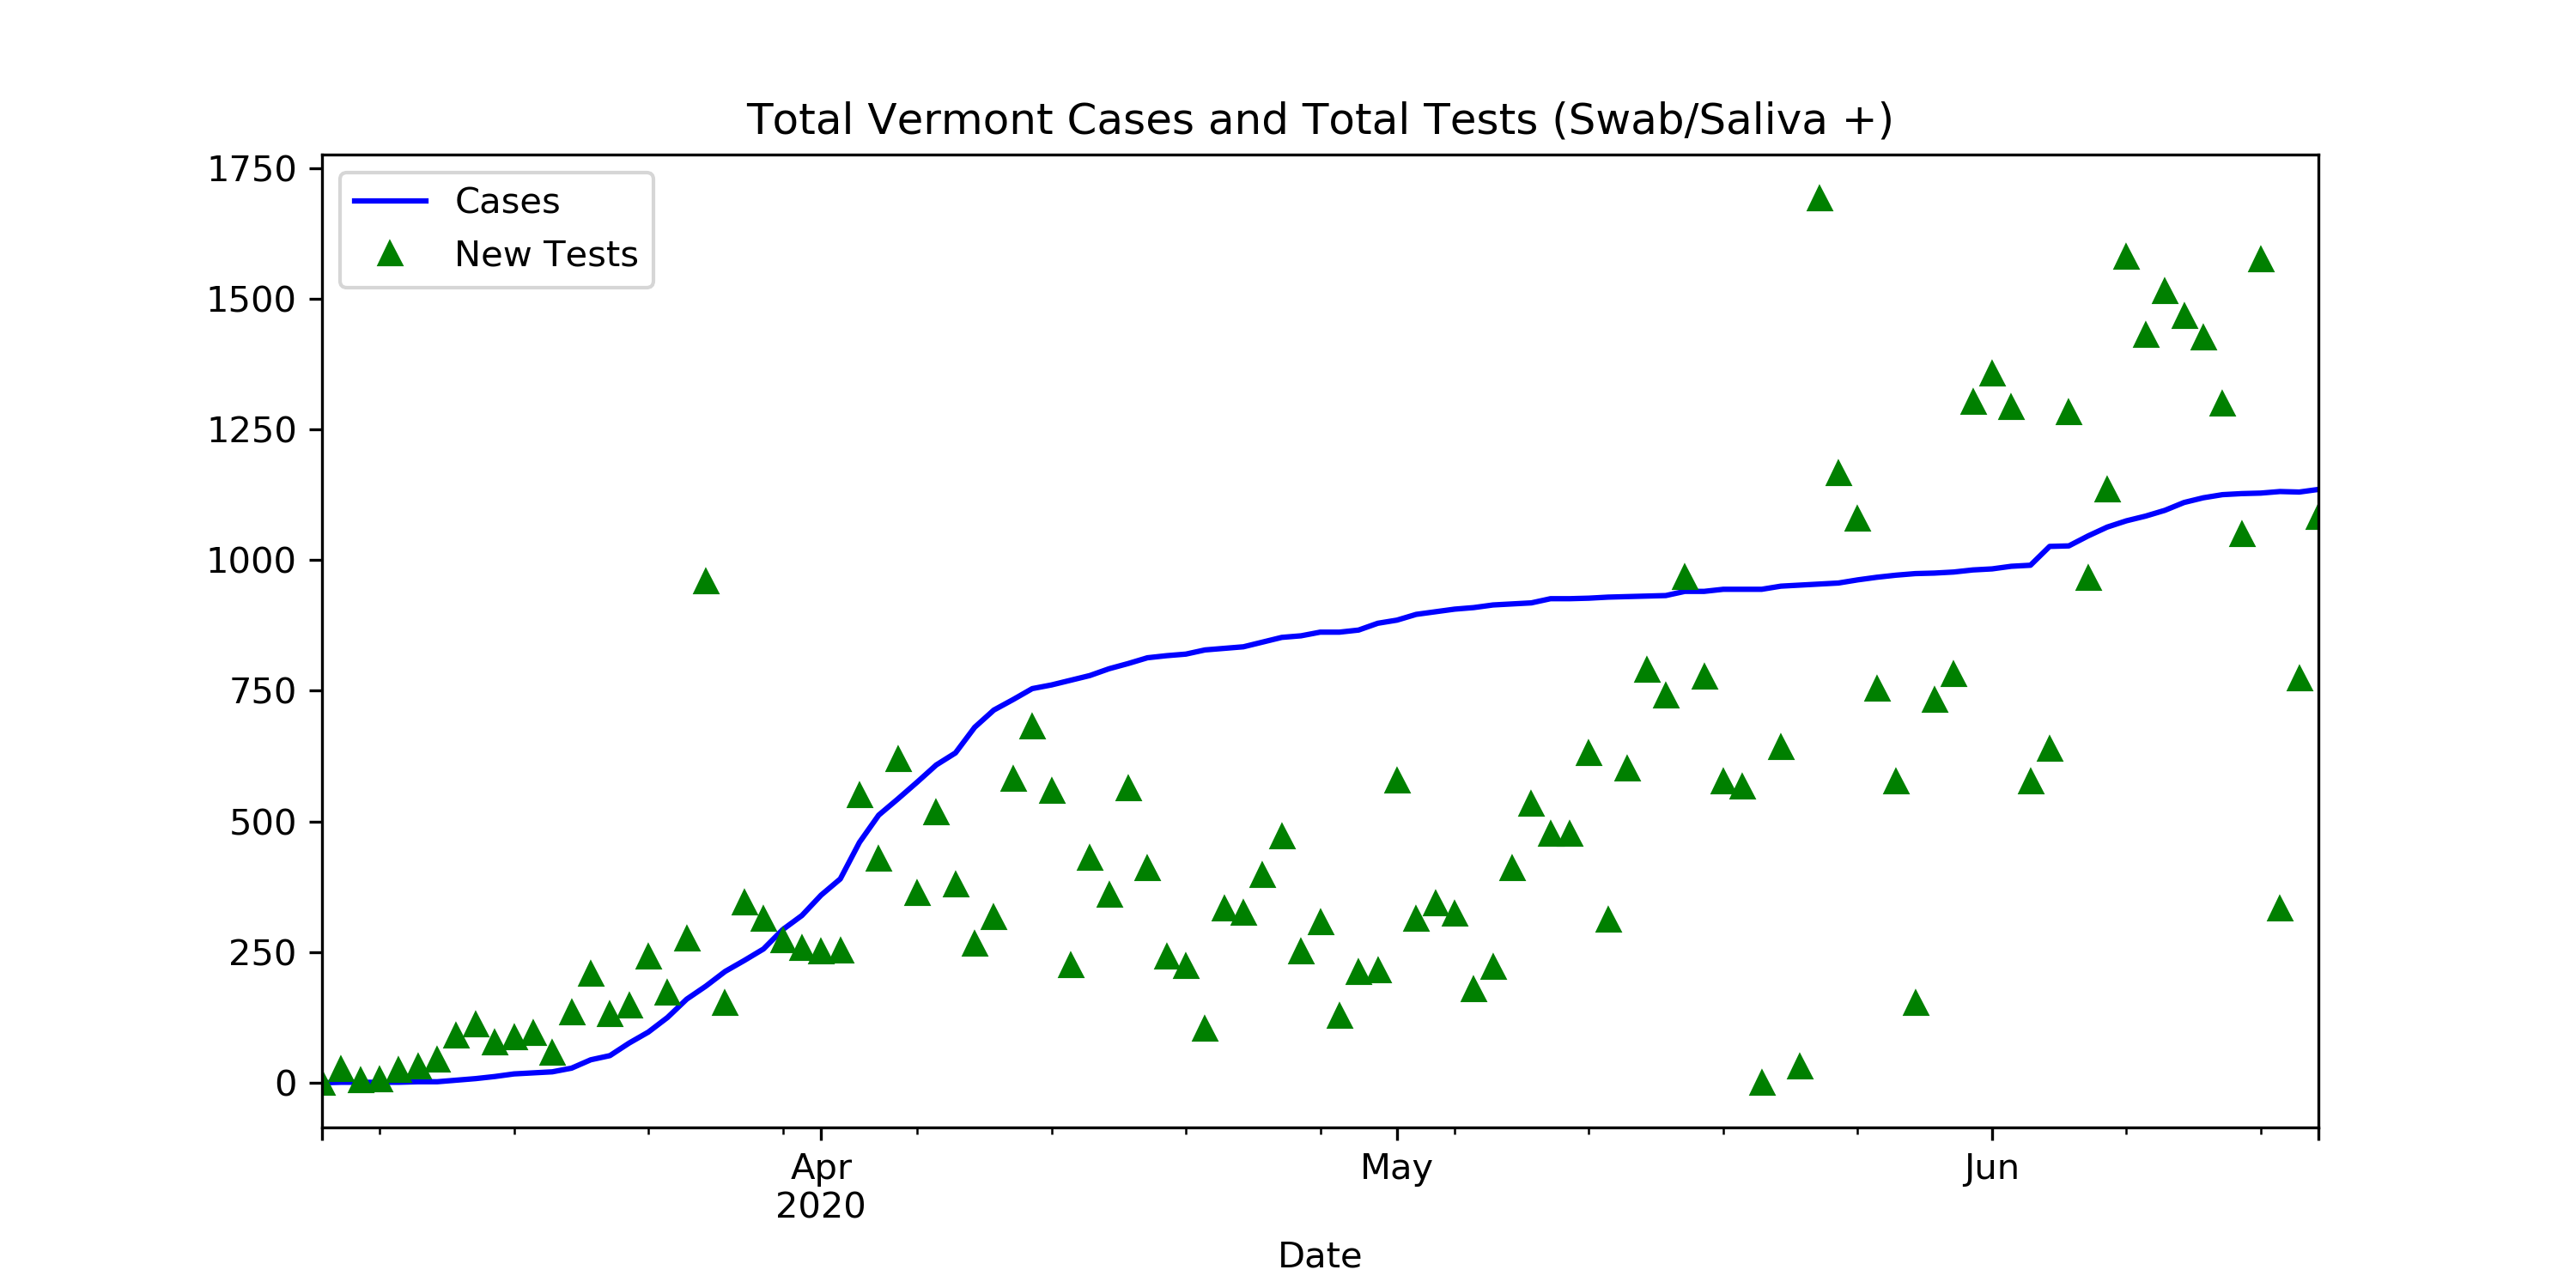 Total Vermont Cases and Total Tests (Swab/Saliva +)
1750
1500
1250
1000
750
500
250
0
Cases
New Tests
Apr
2020
May
Jun
Date